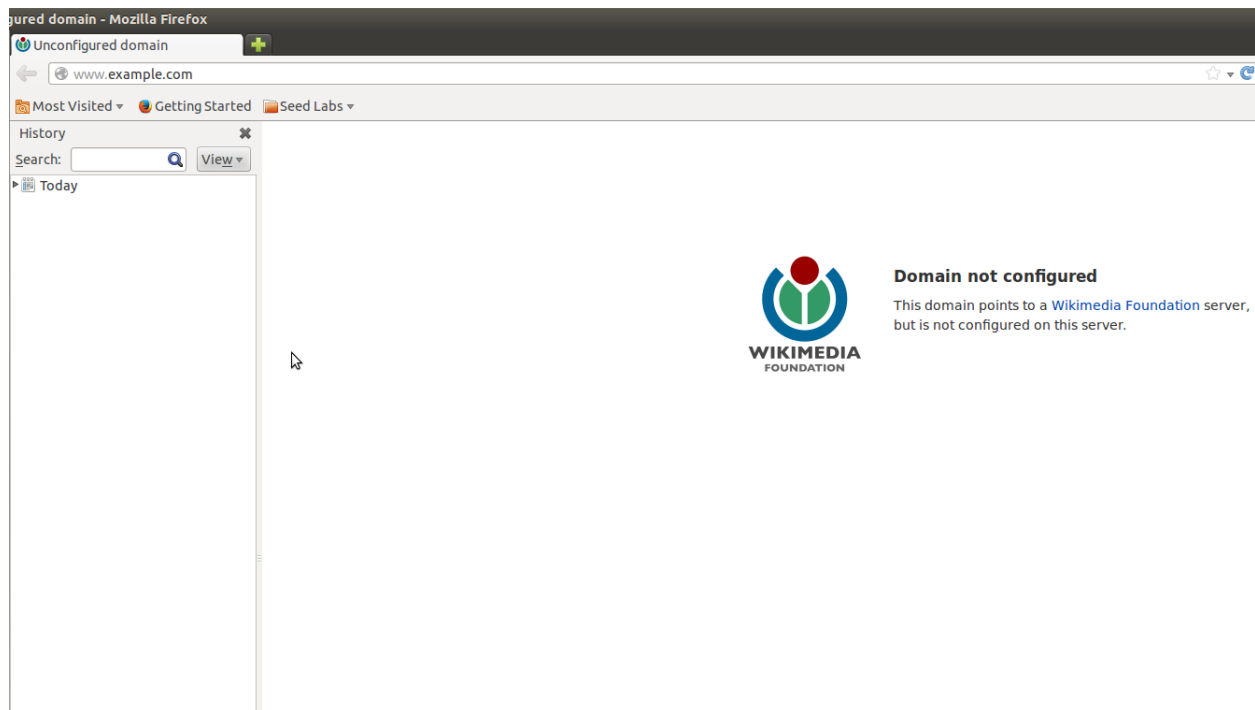 gured domain - Mozilla Firefox
Unconfigured domain
www.example.com
Most Visited Getting Started Seed Labs
History
Search: View
Today
Domain not configured
This domain points to a Wikimedia Foundation server,
but is not configured on this server.
WIKIMEDIA
FOUNDATION